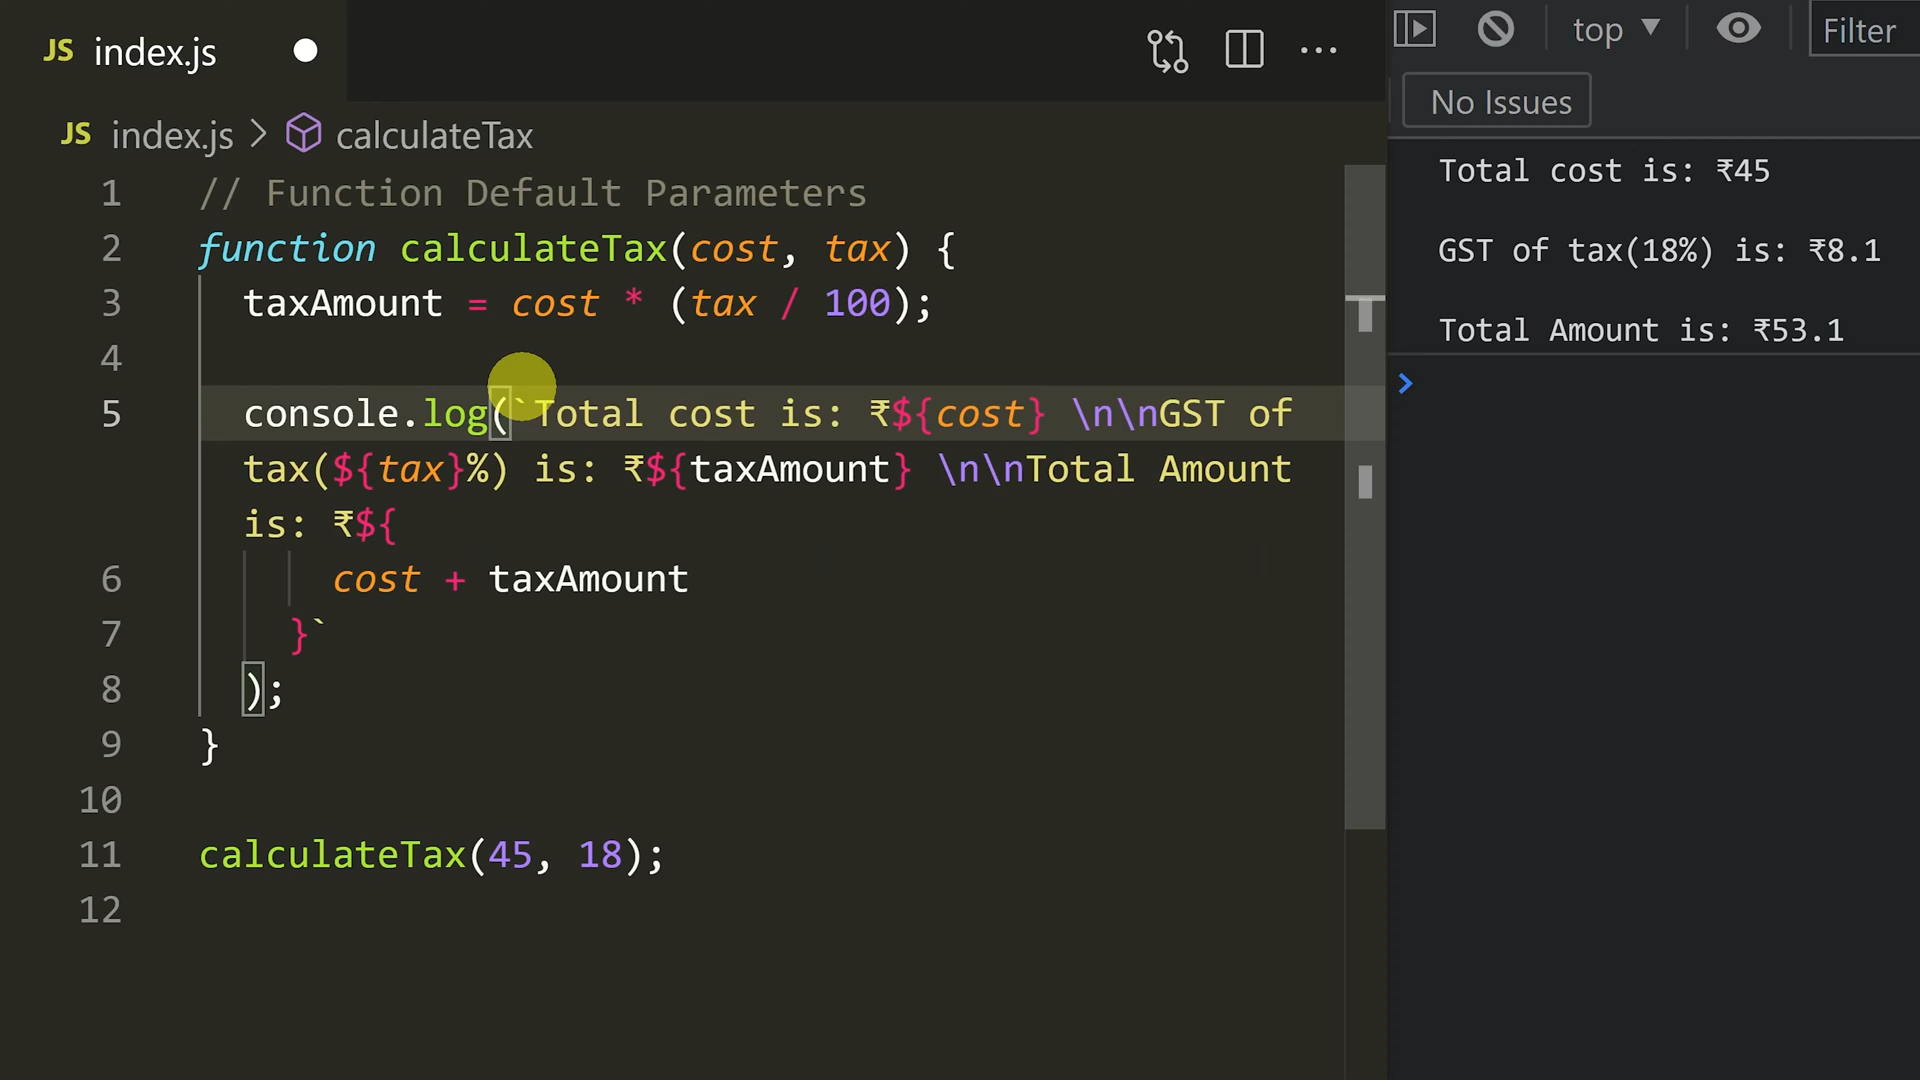 JS index.js
JS index.js > calculateTax
1 // Function Default Parameters
2 function calculateTax(cost, tax) {
3 taxAmount = cost * (tax / 100);
4
5 console.log(`Total cost is: ₹${cost} \n\nGST of
tax(${tax}%) is: ₹${taxAmount} \n\nTotal Amount
is: ₹${
6 cost + taxAmount
7 }`
8 );
9 }
10
11 calculateTax(45, 18);
12
top
Filter
No Issues
Total cost is: ₹45
GST of tax(18%) is: ₹8.1
Total Amount is: ₹53.1
>